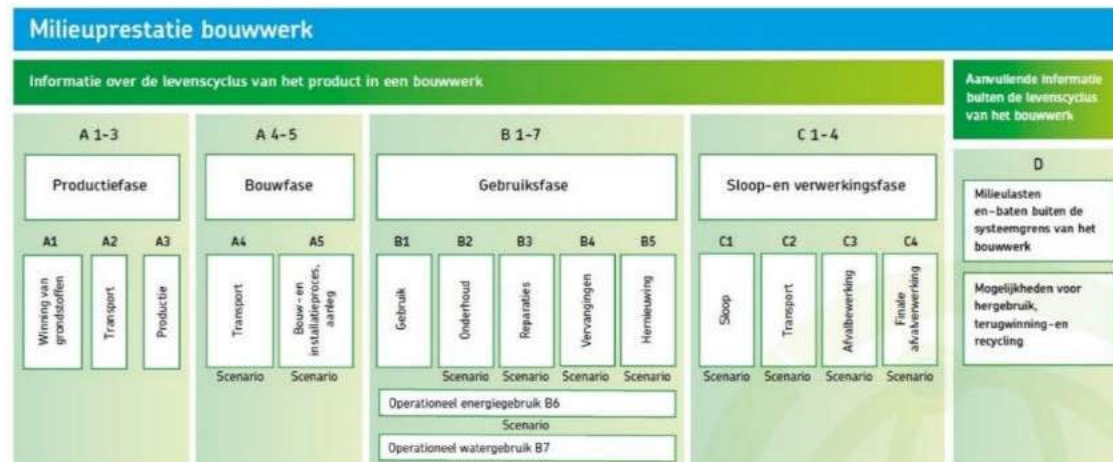 Milieuprestatie bouwwerk
Informatie over de levenscyclus van het product in een bouwwerk
Aanvullende informatie
buiten de levenscyclus
van het bouwwerk
A 1-3
Productiefase
A1
A2
A3
Winning van
grondstoffen
Transport
Productie
A 4-5
Bouwfase
A4
A5
Transport
Bouw- en
installatieproces,
aanleg
Scenario
Scenario
B 1-7
Gebruiksfase
B1
B2
B3
B4
B5
Gebruik
Onderhoud
Reparaties
Vervangingen
Hernieuwing
Scenario
Scenario
Scenario
Scenario
Operationeel energiegebruik B6
Scenario
Operationeel watergebruik B7
C 1-4
Sloop-en verwerkingsfase
C1
C2
C3
C4
Sloop
Transport
Afvalbewerking
Finale
afvalverwerking
Scenario
Scenario
Scenario
Scenario
D
Milieulasten
en-baten buiten de
systeemgrens van het
bouwwerk
Mogelijkheden voor
hergebruik,
terugwinning-en
recycling